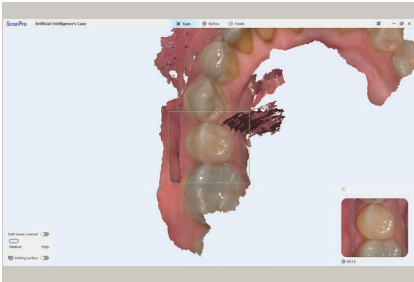 ScanPro Artificial Intelligence's Case Scan Refine Finish
Soft tissue removal
Medium High
Shining surface